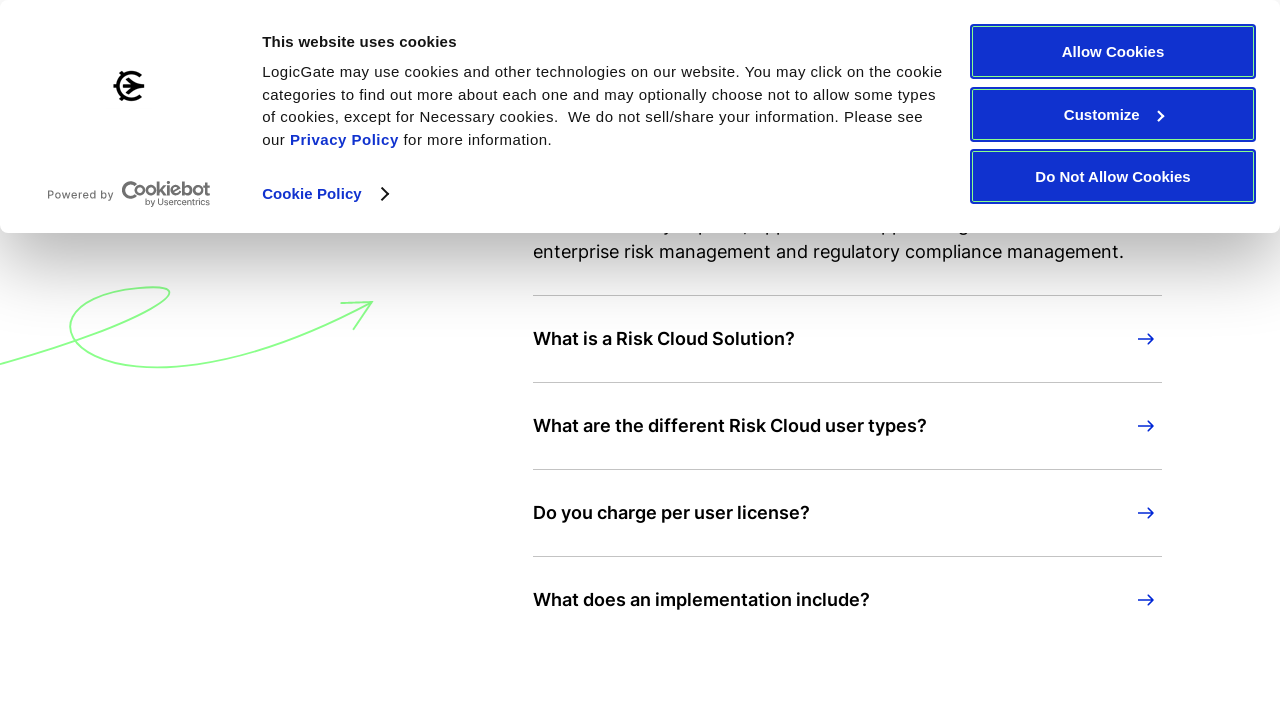 This website uses cookies
LogicGate may use cookies and other technologies on our website. You may click on the cookie
categories to find out more about each one and may optionally choose not to allow some types
of cookies, except for Necessary cookies.  We do not sell/share your information. Please see
our Privacy Policy for more information.
Cookie Policy
Powered by Cookiebot
by Usercentrics
Allow Cookies
Customize
Do Not Allow Cookies
enterprise risk management and regulatory compliance management.
What is a Risk Cloud Solution?
What are the different Risk Cloud user types?
Do you charge per user license?
What does an implementation include?